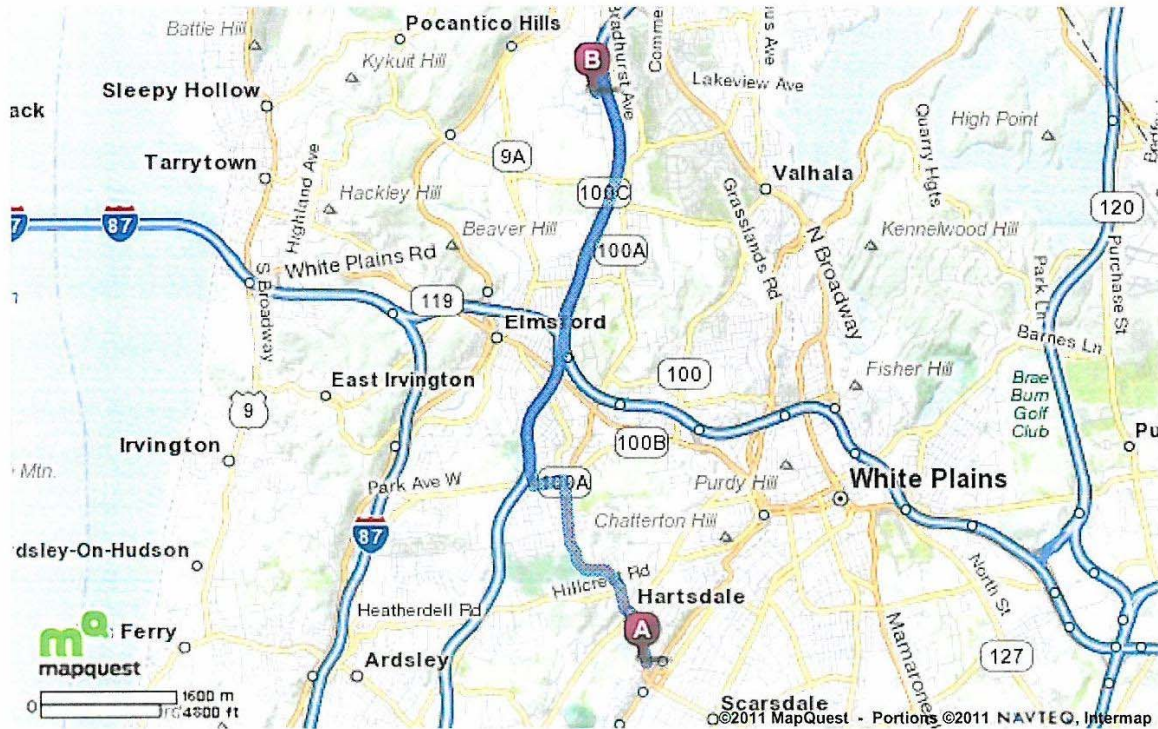 Battle Hill
Pocantico Hills
Kykuit Hill
B
Bradhurst Ave
Sleepy Hollow
Lakeview Ave
ack
Quarry Hgts
High Point
Tarrytown
9A
Valhala
Highland Ave
Hackley Hill
100C
Grasslands Rd
120
87
Beaver Hill
100A
N Broadway
Kennelwood Hill
S Broadway
White Plains Rd
119
Park Ln
Purchase St
Elmsford
Barnes Ln
East Irvington
100
Fisher Hill
Brae
Burn
Golf
Club
9
Irvington
100B
Mtn.
Park Ave W
100A
Purdy Hill
White Plains
87
Chatterton Hill
rdsley-On-Hudson
Hillcrest Rd
North St
Heatherdell Rd
Hartsdale
A
Ferry
mapquest
Ardsley
127
0
1600 m
4800 ft
Scarsdale
©2011 MapQuest - Portions ©2011 NAVTEQ, Intermap